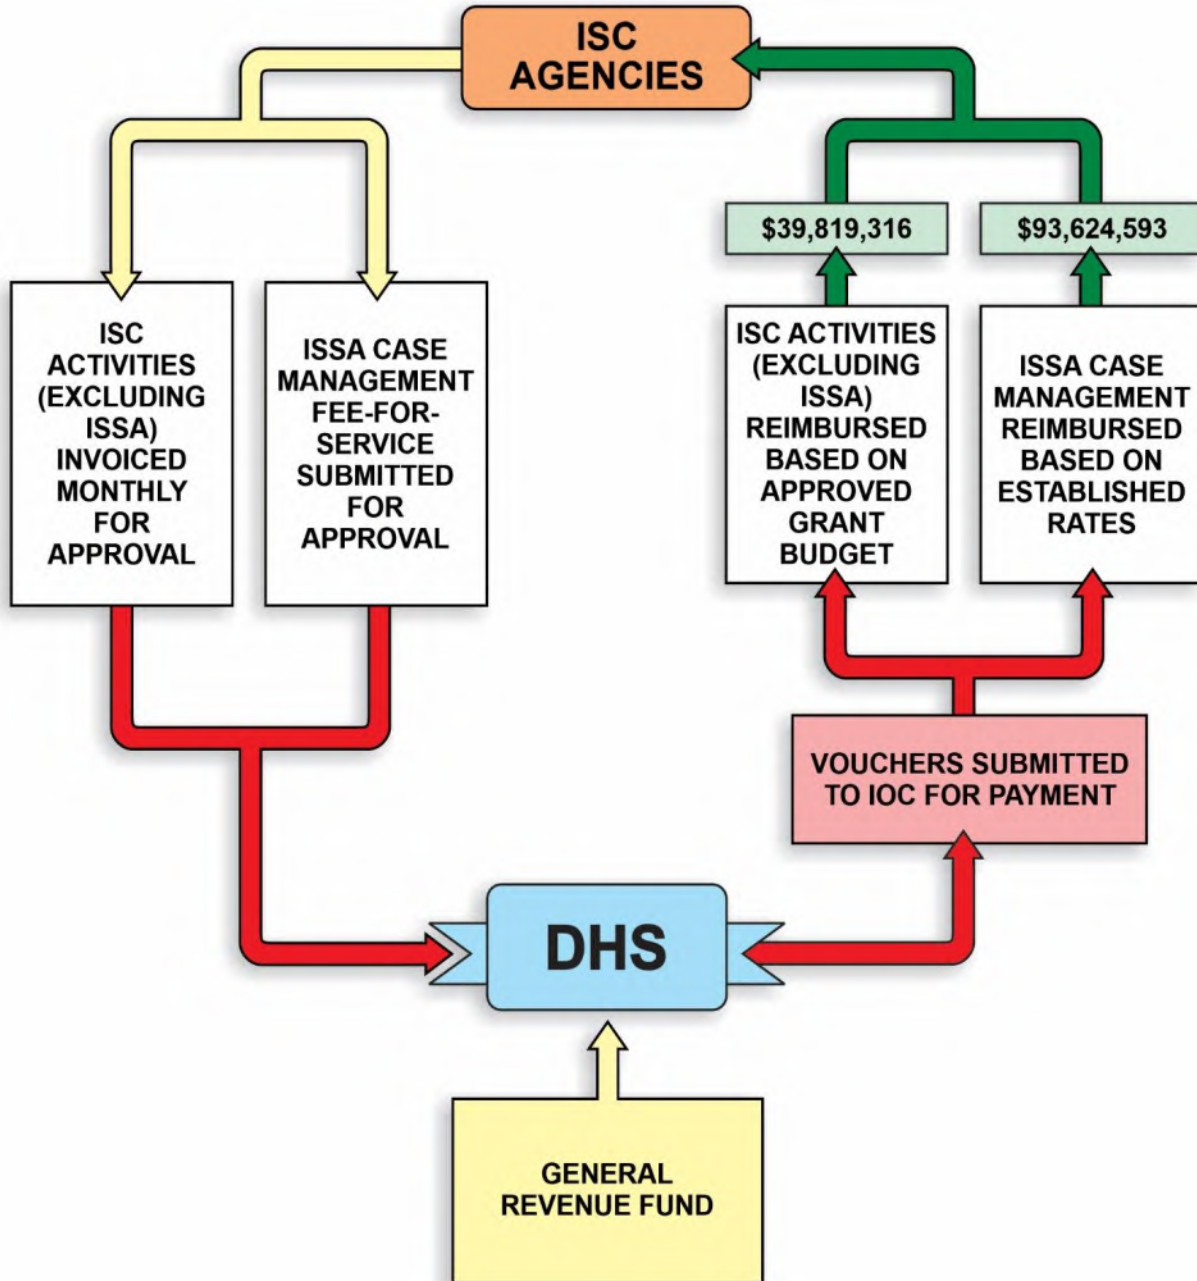 ISC
AGENCIES
$39,819,316
$93,624,593
ISC
ACTIVITIES
(EXCLUDING
ISSA)
INVOICED
MONTHLY
FOR
APPROVAL
ISSA CASE
MANAGEMENT
FEE-FOR-
SERVICE
SUBMITTED
FOR
APPROVAL
ISC ACTIVITIES
(EXCLUDING
ISSA)
REIMBURSED
BASED ON
APPROVED
GRANT
BUDGET
ISSA CASE
MANAGEMENT
REIMBURSED
BASED ON
ESTABLISHED
RATES
VOUCHERS SUBMITTED
TO IOC FOR PAYMENT
DHS
GENERAL
REVENUE FUND